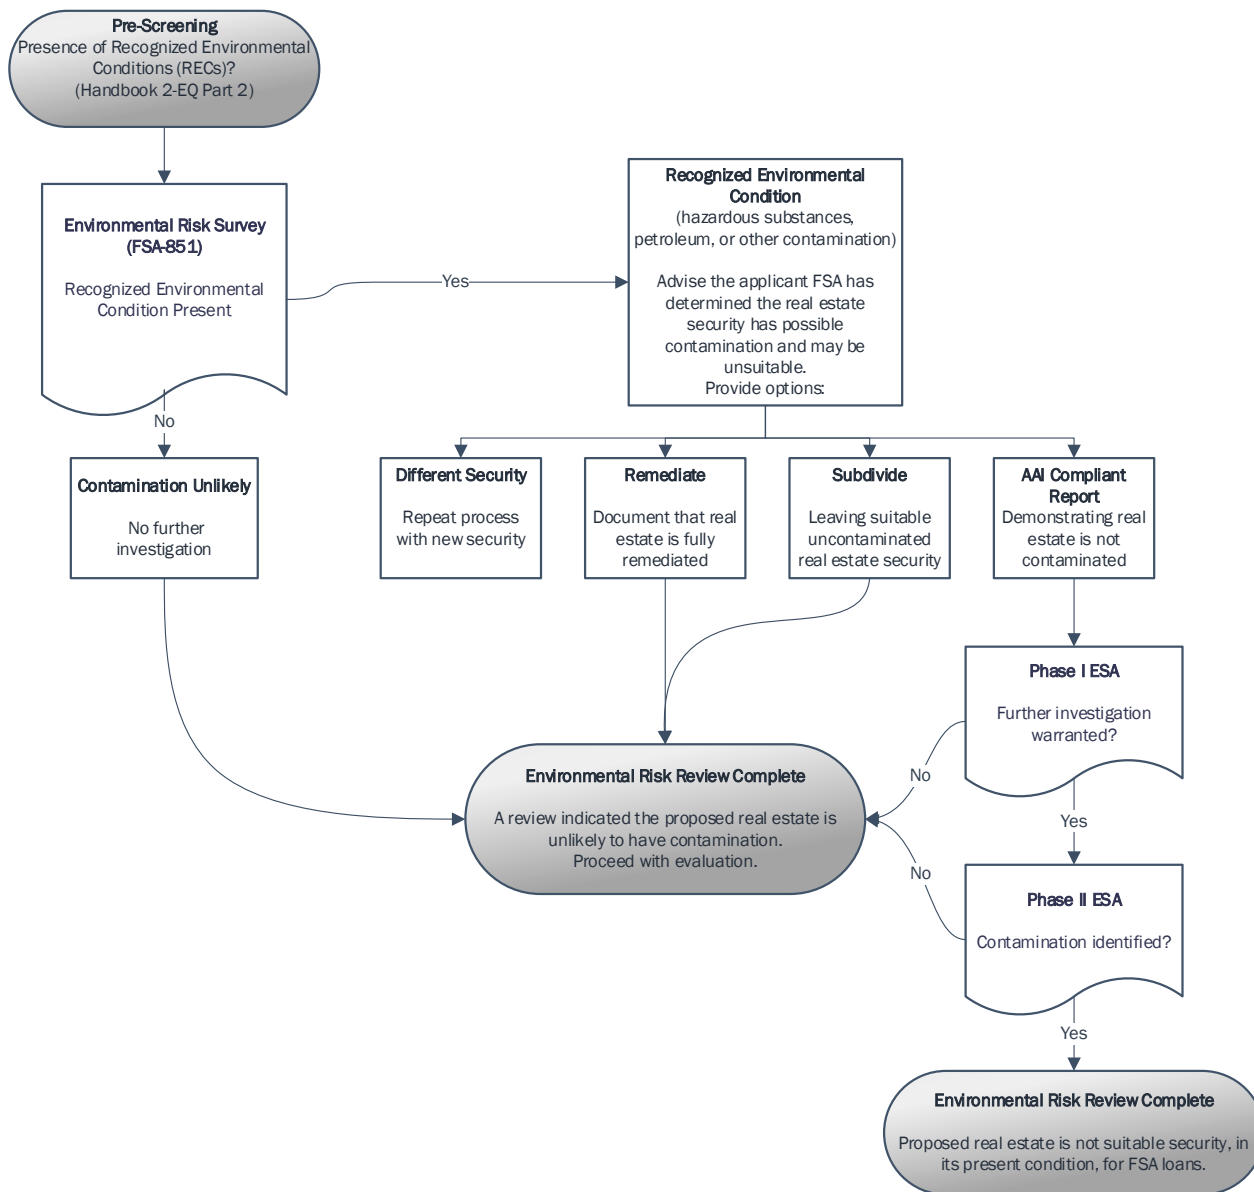 Pre-Screening
Presence of Recognized Environmental
Conditions (RECs)?
(Handbook 2-EQ Part 2)
Environmental Risk Survey
(FSA-851)
Recognized Environmental
Condition Present
Yes
Recognized Environmental
Condition
(hazardous substances,
petroleum, or other contamination)
Advise the applicant FSA has
determined the real estate
security has possible
contamination and may be
unsuitable.
Provide options:
No
Contamination Unlikely
No further
investigation
Different Security
Repeat process
with new security
Remediate
Document that real
estate is fully
remediated
Subdivide
Leaving suitable
uncontaminated
real estate security
AAI Compliant
Report
Demonstrating real
estate is not
contaminated
Phase I ESA
Further investigation
warranted?
No
Yes
Environmental Risk Review Complete
A review indicated the proposed real estate is
unlikely to have contamination.
Proceed with evaluation.
No
Phase II ESA
Contamination identified?
Yes
Environmental Risk Review Complete
Proposed real estate is not suitable security, in
its present condition, for FSA loans.